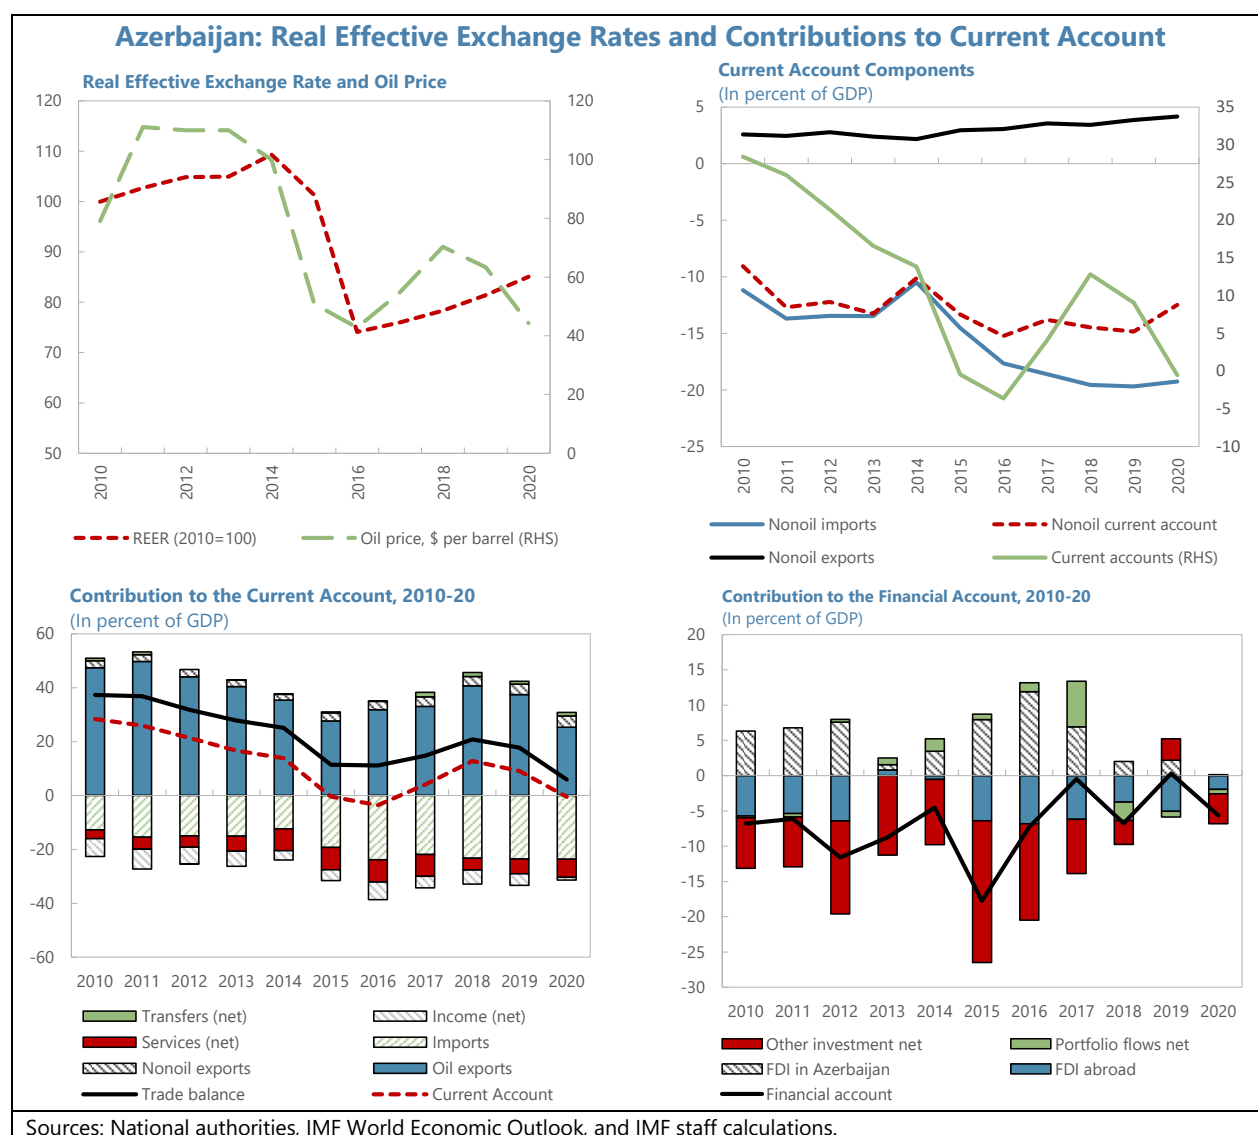 Azerbaijan: Real Effective Exchange Rates and Contributions to Current Account
Real Effective Exchange Rate and Oil Price
120
110
100
90
80
70
60
50
120
100
80
60
40
20
0
2010
2012
2014
2016
2018
2020
REER (2010=100)
Oil price, $ per barrel (RHS)
Current Account Components
(In percent of GDP)
5
0
-5
-10
-15
-20
-25
35
30
25
20
15
10
5
0
-5
-10
2010
2011
2012
2013
2014
2015
2016
2017
2018
2019
2020
Nonoil imports
Nonoil current account
Nonoil exports
Current accounts (RHS)
Contribution to the Current Account, 2010-20
(In percent of GDP)
60
40
20
0
-20
-40
-60
2010 2011 2012 2013 2014 2015 2016 2017 2018 2019 2020
Transfers (net)
Income (net)
Services (net)
Imports
Nonoil exports
Oil exports
Trade balance
Current Account
Contribution to the Financial Account, 2010-20
(In percent of GDP)
20
15
10
5
0
-5
-10
-15
-20
-25
-30
2010 2011 2012 2013 2014 2015 2016 2017 2018 2019 2020
Other investment net
Portfolio flows net
FDI in Azerbaijan
FDI abroad
Financial account
Sources: National authorities, IMF World Economic Outlook, and IMF staff calculations.